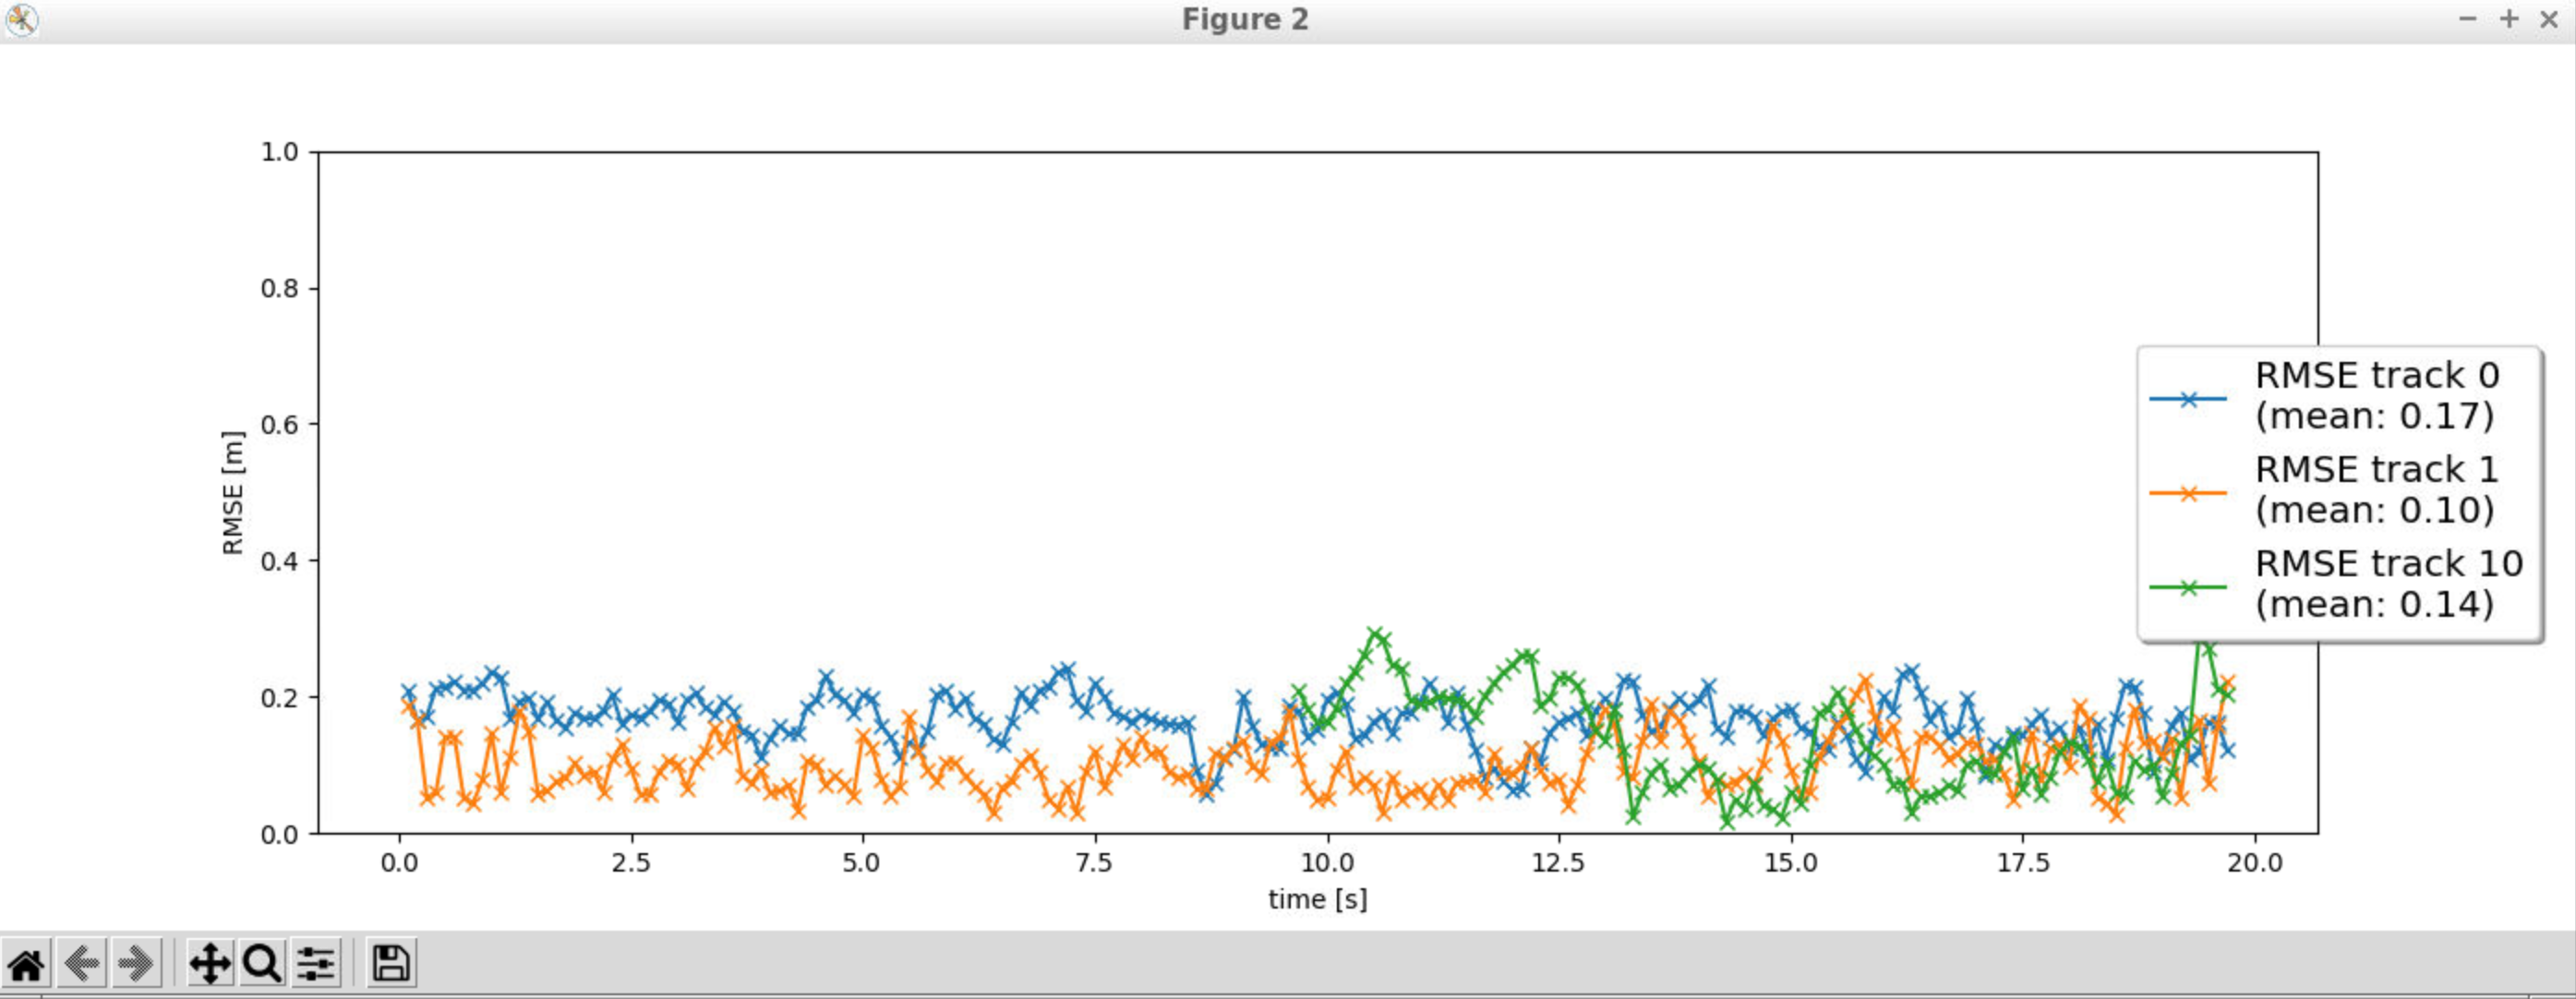 Figure 2
1.0
0.8
0.6
0.4
0.2
0.0
RMSE [m]
0.0 2.5 5.0 7.5 10.0 12.5 15.0 17.5 20.0
time [s]
RMSE track 0
(mean: 0.17)
RMSE track 1
(mean: 0.10)
RMSE track 10
(mean: 0.14)